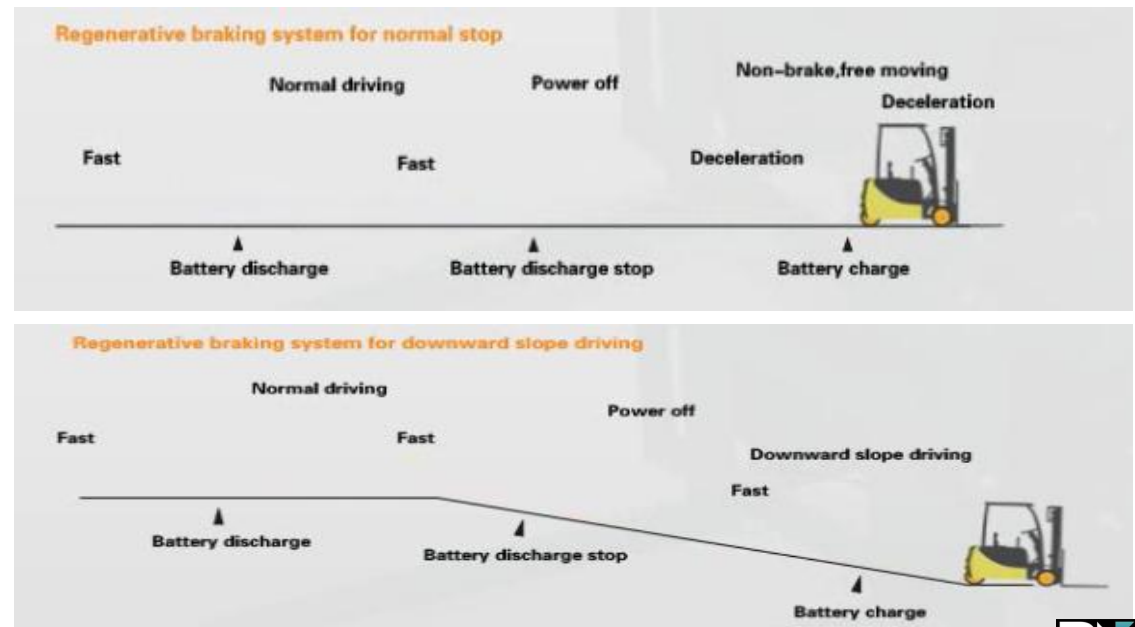 Regenerative braking system for normal stop
Normal driving
Power off
Non-brake,free moving
Deceleration
Fast
Fast
Deceleration
Battery discharge
Battery discharge stop
Battery charge
Regenerative braking system for downward slope driving
Normal driving
Power off
Fast
Fast
Downward slope driving
Fast
Battery discharge
Battery discharge stop
Battery charge